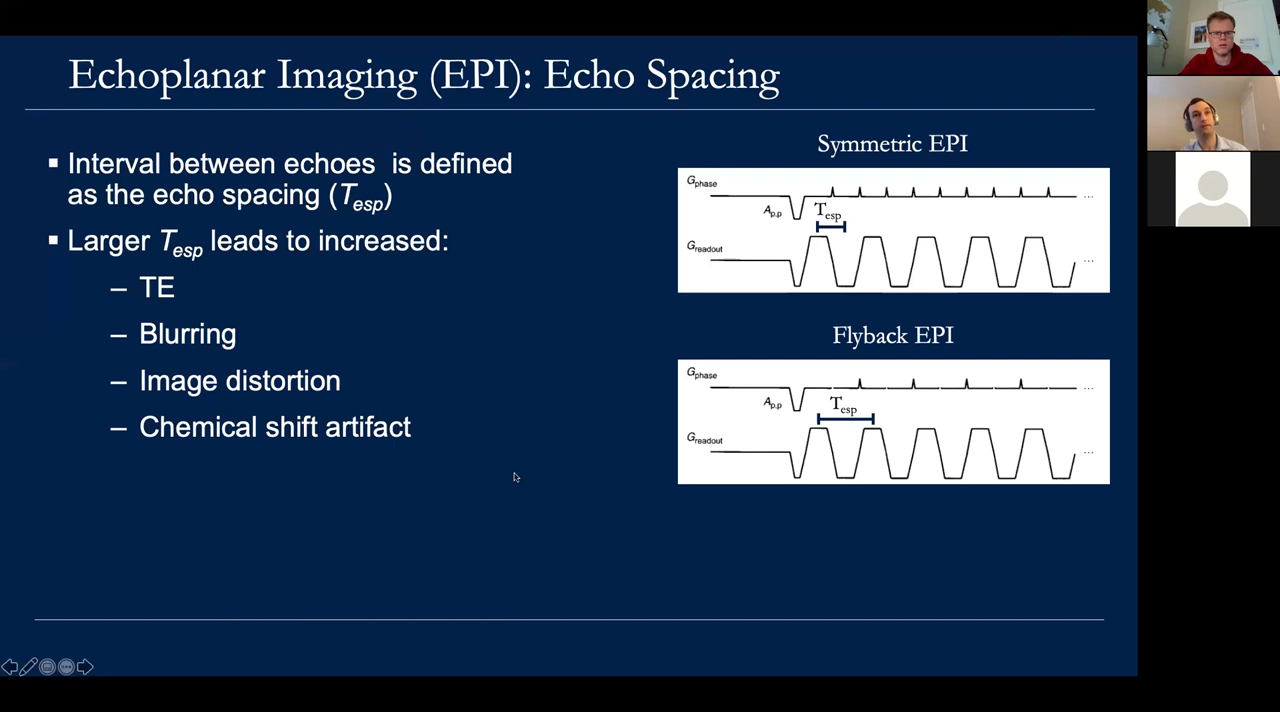 Echoplanar Imaging (EPI): Echo Spacing
▪ Interval between echoes is defined
as the echo spacing (Tesp)
▪ Larger Tesp leads to increased:
– TE
– Blurring
– Image distortion
– Chemical shift artifact
Symmetric EPI
Gphase
Ap,p
Tesp
Greadout
...
...
Flyback EPI
Gphase
Ap,p
Tesp
Greadout
...
...